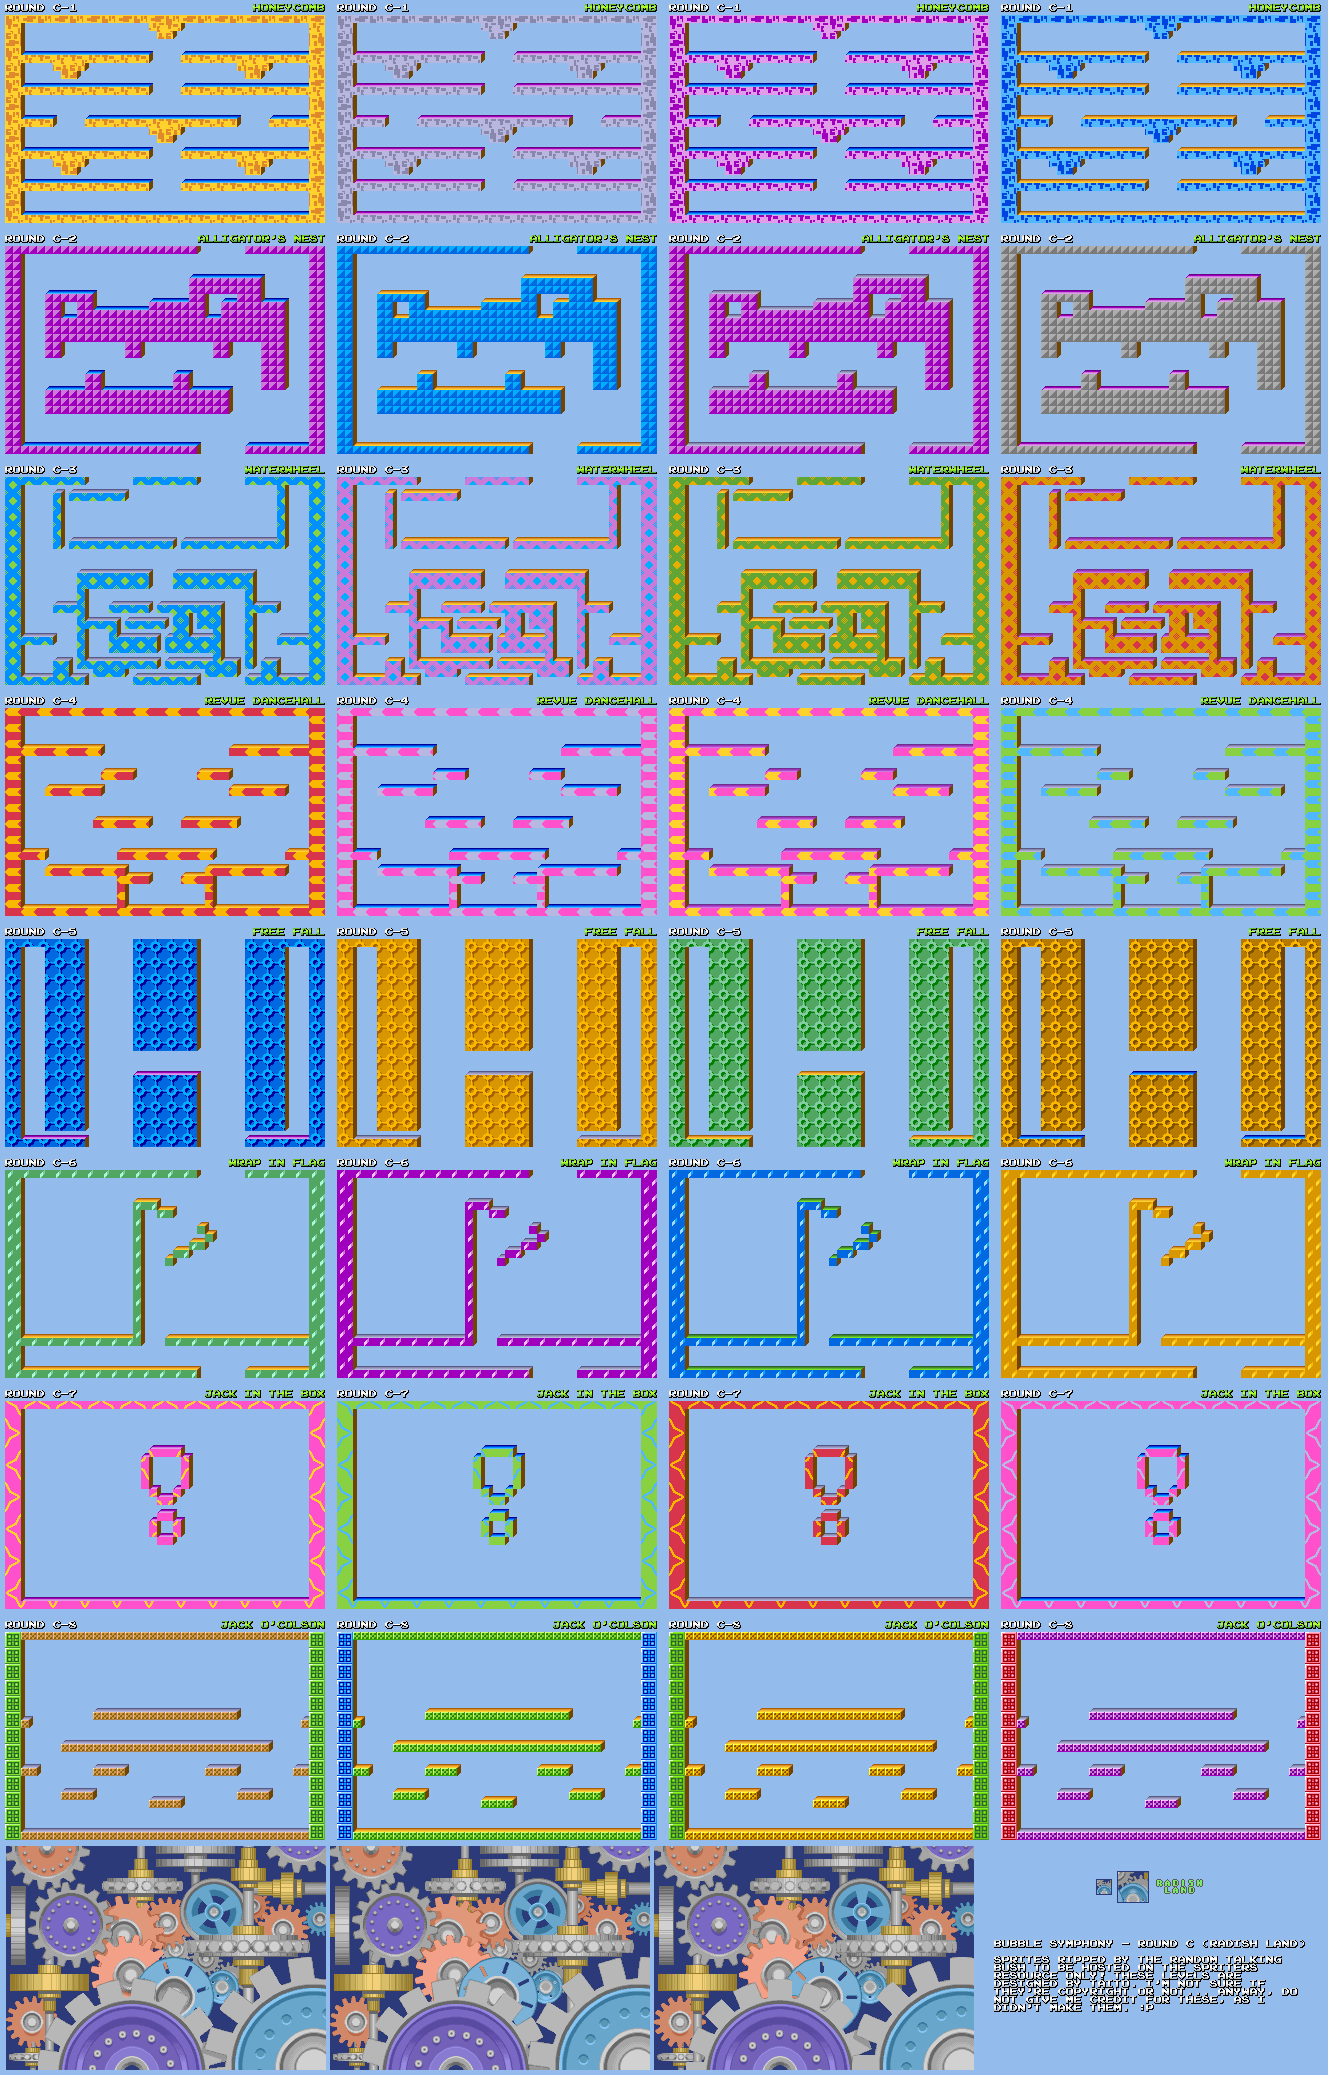 ROUND C-1 HONEYCOMB ROUND C-1 HONEYCOMB ROUND C-1 HONEYCOMB ROUND C-1 HONEYCOMB
ROUND C-2 ALLIGATOR'S NEST ROUND C-2 ALLIGATOR'S NEST ROUND C-2 ALLIGATOR'S NEST ROUND C-2 ALLIGATOR'S NEST
ROUND C-3 WATERWHEEL ROUND C-3 WATERWHEEL ROUND C-3 WATERWHEEL ROUND C-3 WATERWHEEL
ROUND C-4 REVUE DANCEHALL ROUND C-4 REVUE DANCEHALL ROUND C-4 REVUE DANCEHALL ROUND C-4 REVUE DANCEHALL
ROUND C-5 FREE FALL ROUND C-5 FREE FALL ROUND C-5 FREE FALL ROUND C-5 FREE FALL
ROUND C-6 WRAP IN FLAG ROUND C-6 WRAP IN FLAG ROUND C-6 WRAP IN FLAG ROUND C-6 WRAP IN FLAG
ROUND C-7 JACK IN THE BOX ROUND C-7 JACK IN THE BOX ROUND C-7 JACK IN THE BOX ROUND C-7 JACK IN THE BOX
ROUND C-8 JACK O'COLSON ROUND C-8 JACK O'COLSON ROUND C-8 JACK O'COLSON ROUND C-8 JACK O'COLSON
RADISH
LAND
BUBBLE SYMPHONY - ROUND C (RADISH LAND)
SPRITES RIPPED BY THE RANDOM TALKING
BUSH TO BE HOSTED ON THE SPRITERS
RESOURCE ONLY; THESE LEVELS ARE
DESIGNED BY TAITO, I'M NOT SURE IF
THEY'RE COPYRIGHT OR NOT... ANYWAY, DO
NOT GIVE ME CREDIT FOR THESE, AS I
DIDN'T MAKE THEM. :P